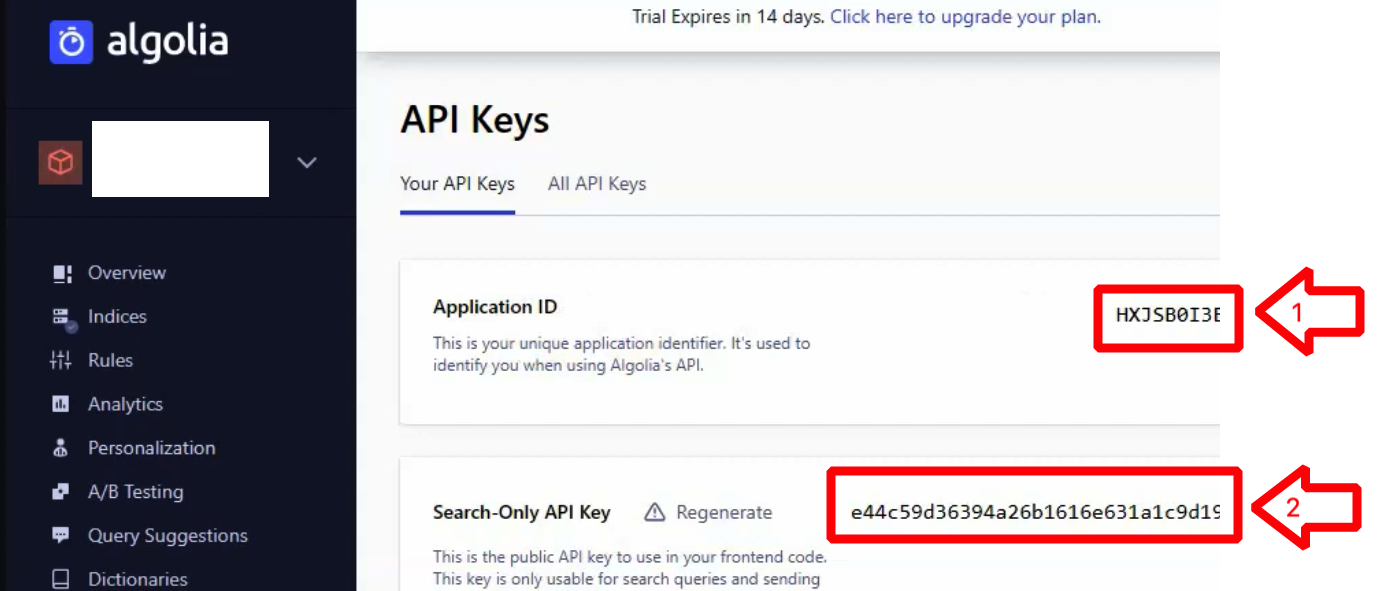 algolia
Trial Expires in 14 days. Click here to upgrade your plan.
API Keys
Your API Keys
All API Keys
Overview
Indices
Rules
Analytics
Personalization
A/B Testing
Query Suggestions
Dictionaries
Application ID
This is your unique application identifier. It's used to
identify you when using Algolia's API.
HXJSB0I3
1
Search-Only API Key
Regenerate
e44c59d36394a26b1616e631a1c9d19
2
This is the public API key to use in your frontend code.
This key is only usable for search queries and sending